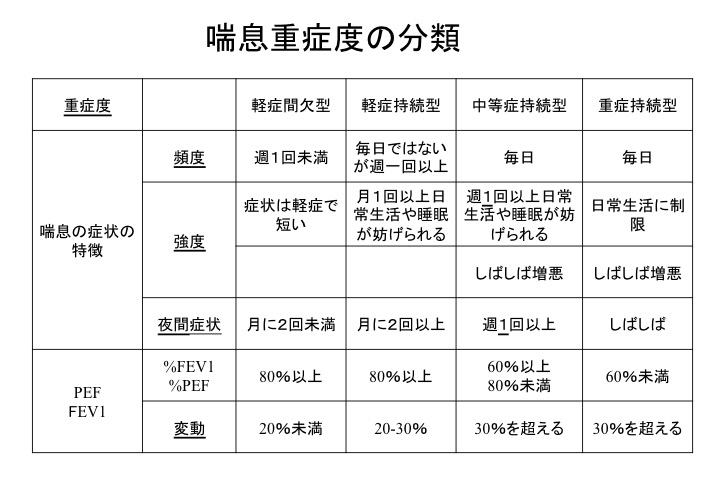 喘息重症度の分類
重症度
軽症間欠型
軽症持続型
中等症持続型
重症持続型
喘息の症状の
特徴
頻度
週１回未満
毎日ではない
が週一回以上
毎日
毎日
強度
症状は軽症で
短い
月１回以上日
常生活や睡眠
が妨げられる
週１回以上日常
生活や睡眠が妨
げられる
日常生活に制
限
しばしば増悪
しばしば増悪
夜間症状
月に２回未満
月に２回以上
週１回以上
しばしば
PEF
FEV1
%FEV1
%PEF
80％以上
80％以上
60％以上
80％未満
60％未満
変動
20％未満
20-30％
30％を超える
30％を超える